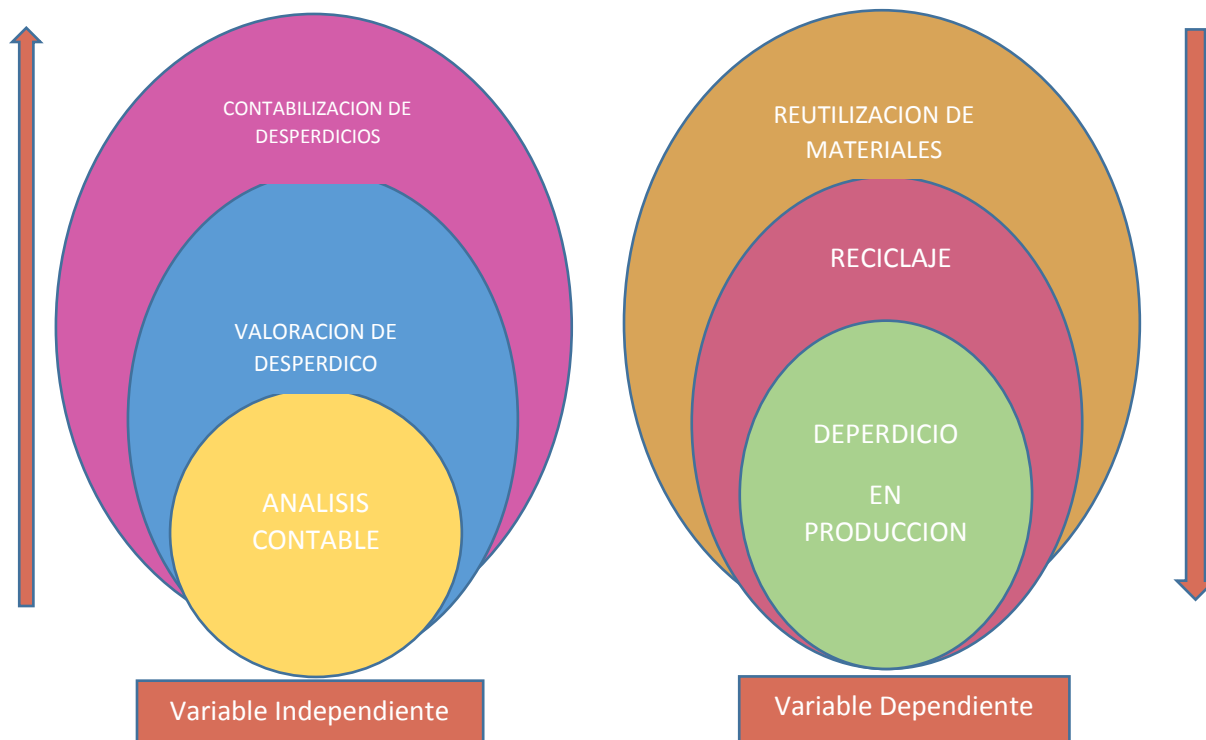 CONTABILIZACION DE
DESPERDICIOS
VALORACION DE
DESPERDICO
ANALISIS
CONTABLE
Variable Independiente
REUTILIZACION DE
MATERIALES
RECICLAJE
DEPERDICIO
EN
PRODUCCION
Variable Dependiente